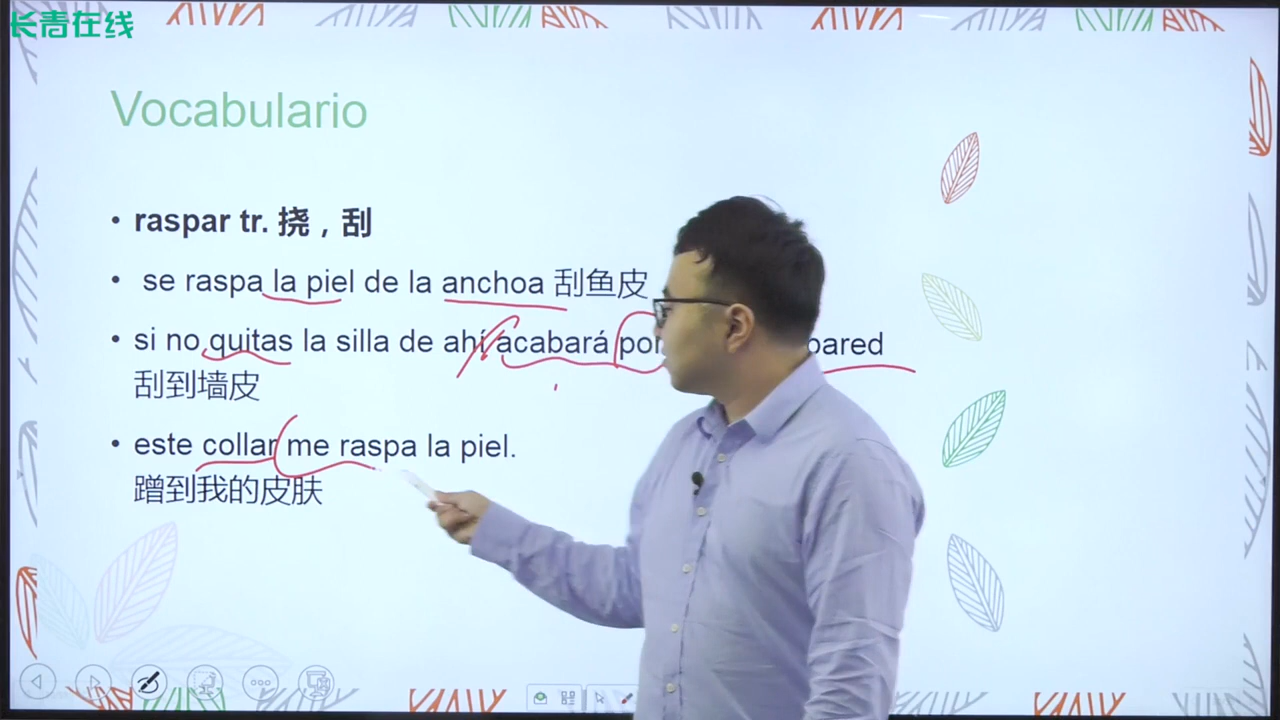 长青在线
Vocabulario
• raspar tr. 挠，刮
• se raspa la piel de la anchoa 刮鱼皮
• si no quitas la silla de ahí acabará pared
刮到墙皮
• este collar me raspa la piel.
蹭到我的皮肤